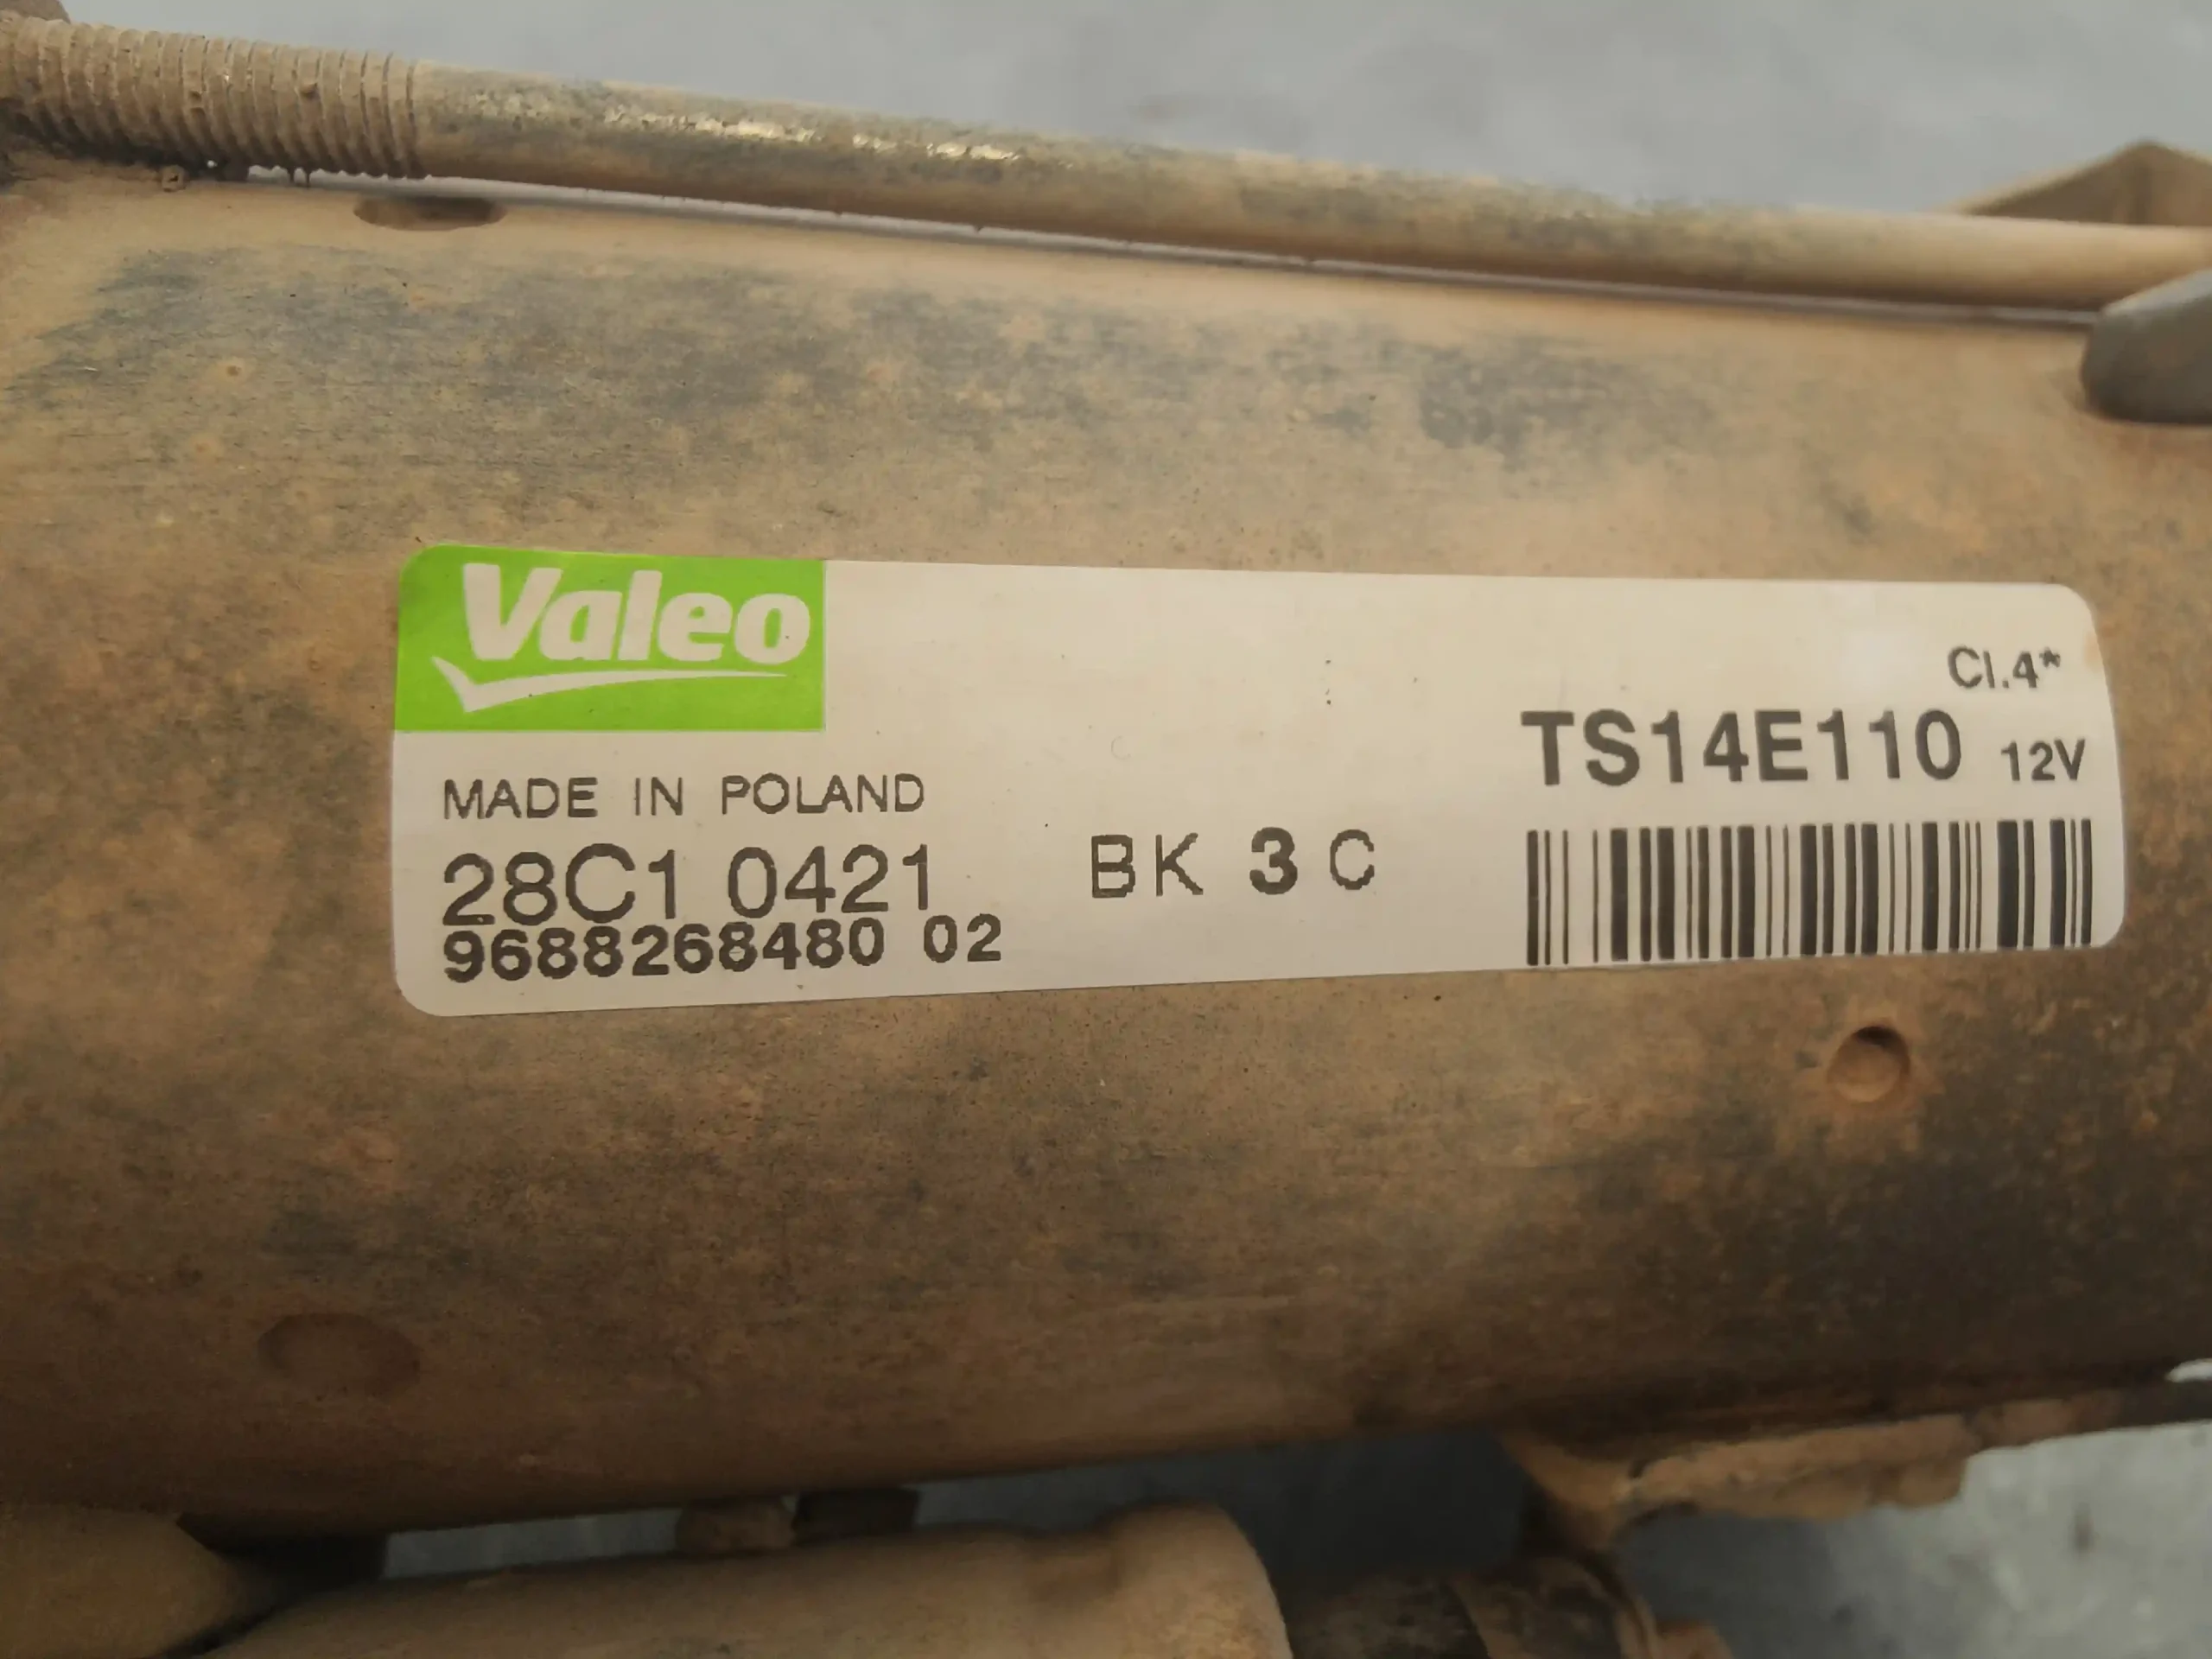 Valeo
Cl.4*
TS14E110 12V
MADE IN POLAND
28C1 0421 BK 3 C
9688268480 02